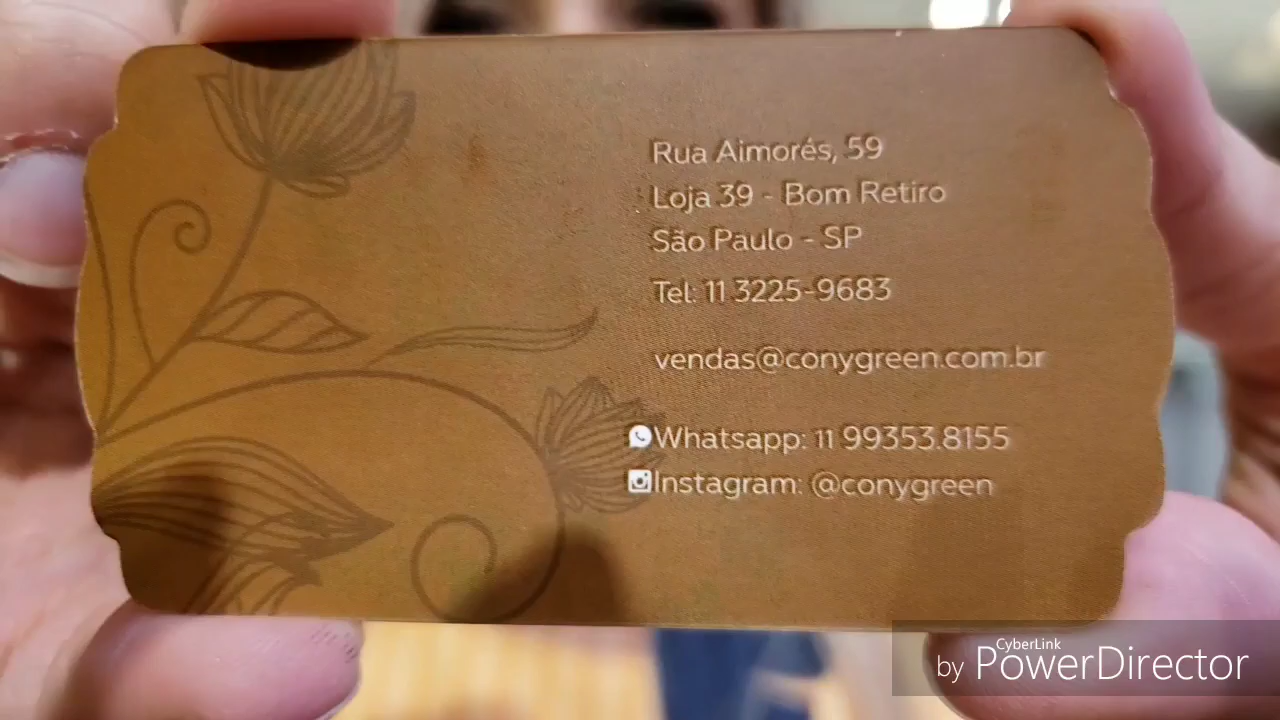 Rua Aimorés, 59
Loja 39 - Bom Retiro
São Paulo - SP
Tel: 11 3225-9683
vendas@conygreen.com.br
Whatsapp: 11 99353.8155
Instagram: @conygreen
CyberLink
by PowerDirector